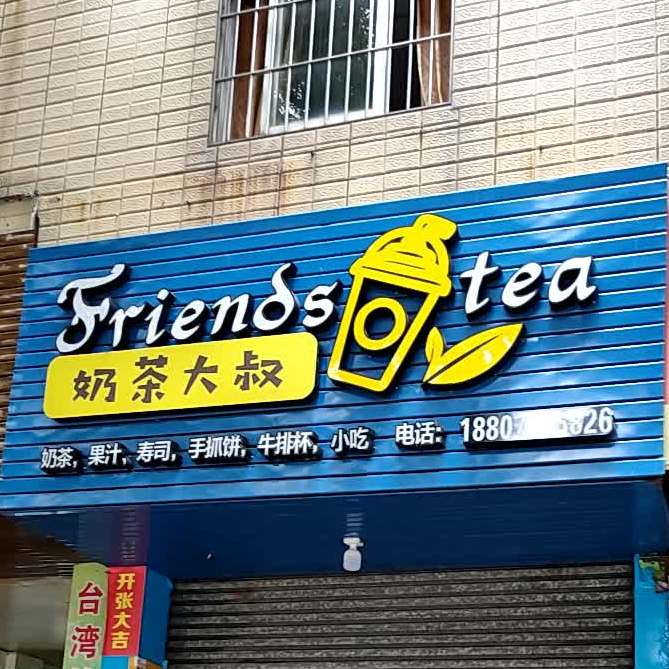 Friends tea
奶茶大叔
奶茶，果汁，寿司，手抓饼，牛排杯，小吃 电话：
台湾
开张大吉